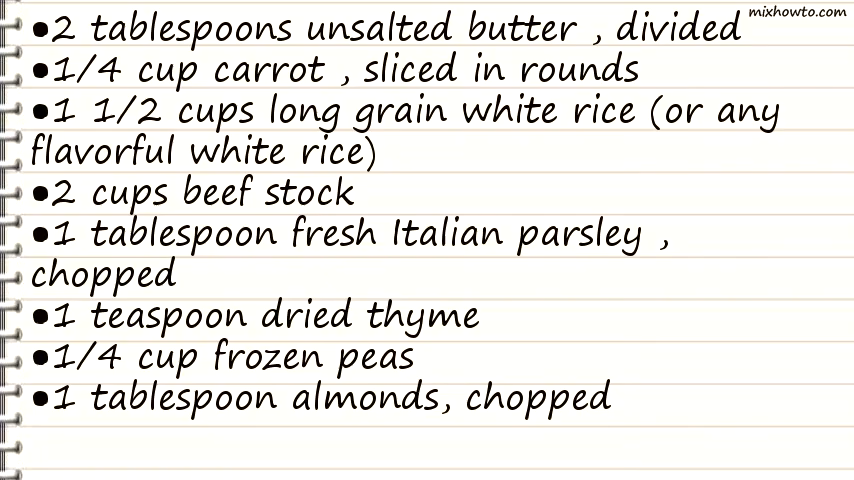 mixhowto.com
•2 tablespoons unsalted butter , divided
•1/4 cup carrot , sliced in rounds
•1 1/2 cups long grain white rice (or any
flavorful white rice)
•2 cups beef stock
•1 tablespoon fresh Italian parsley ,
chopped
•1 teaspoon dried thyme
•1/4 cup frozen peas
•1 tablespoon almonds, chopped